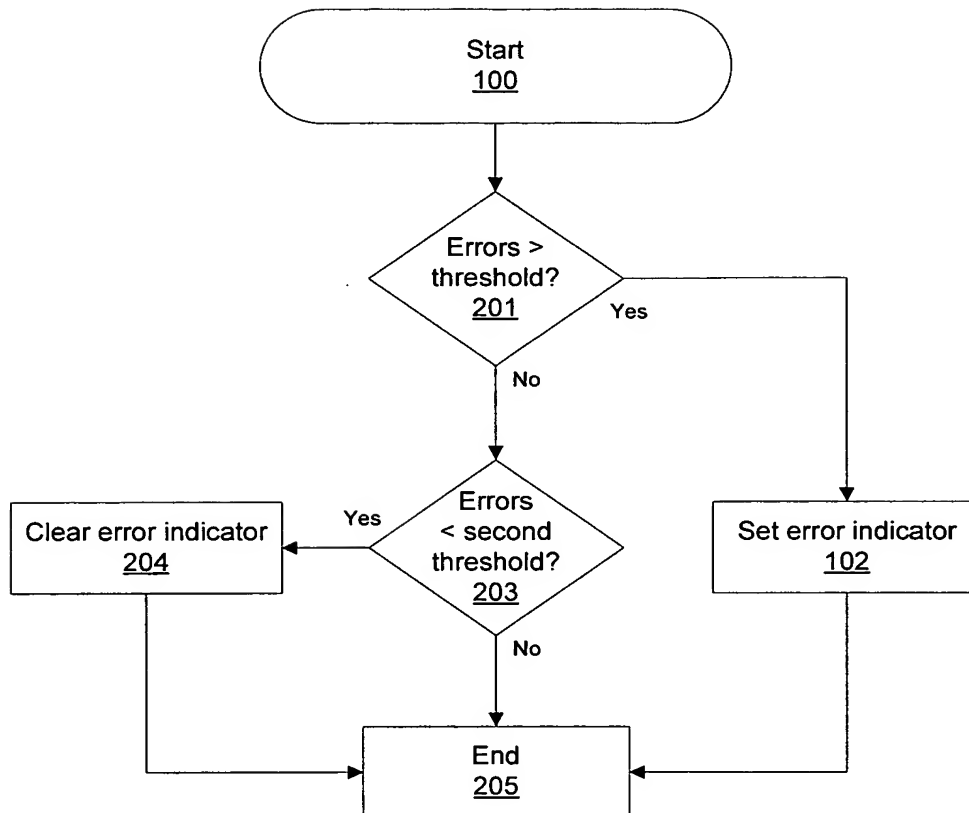 Start
100
Errors >
threshold?
201
Yes
No
Errors
< second
threshold?
203
Yes
Clear error indicator
204
Set error indicator
102
No
End
205